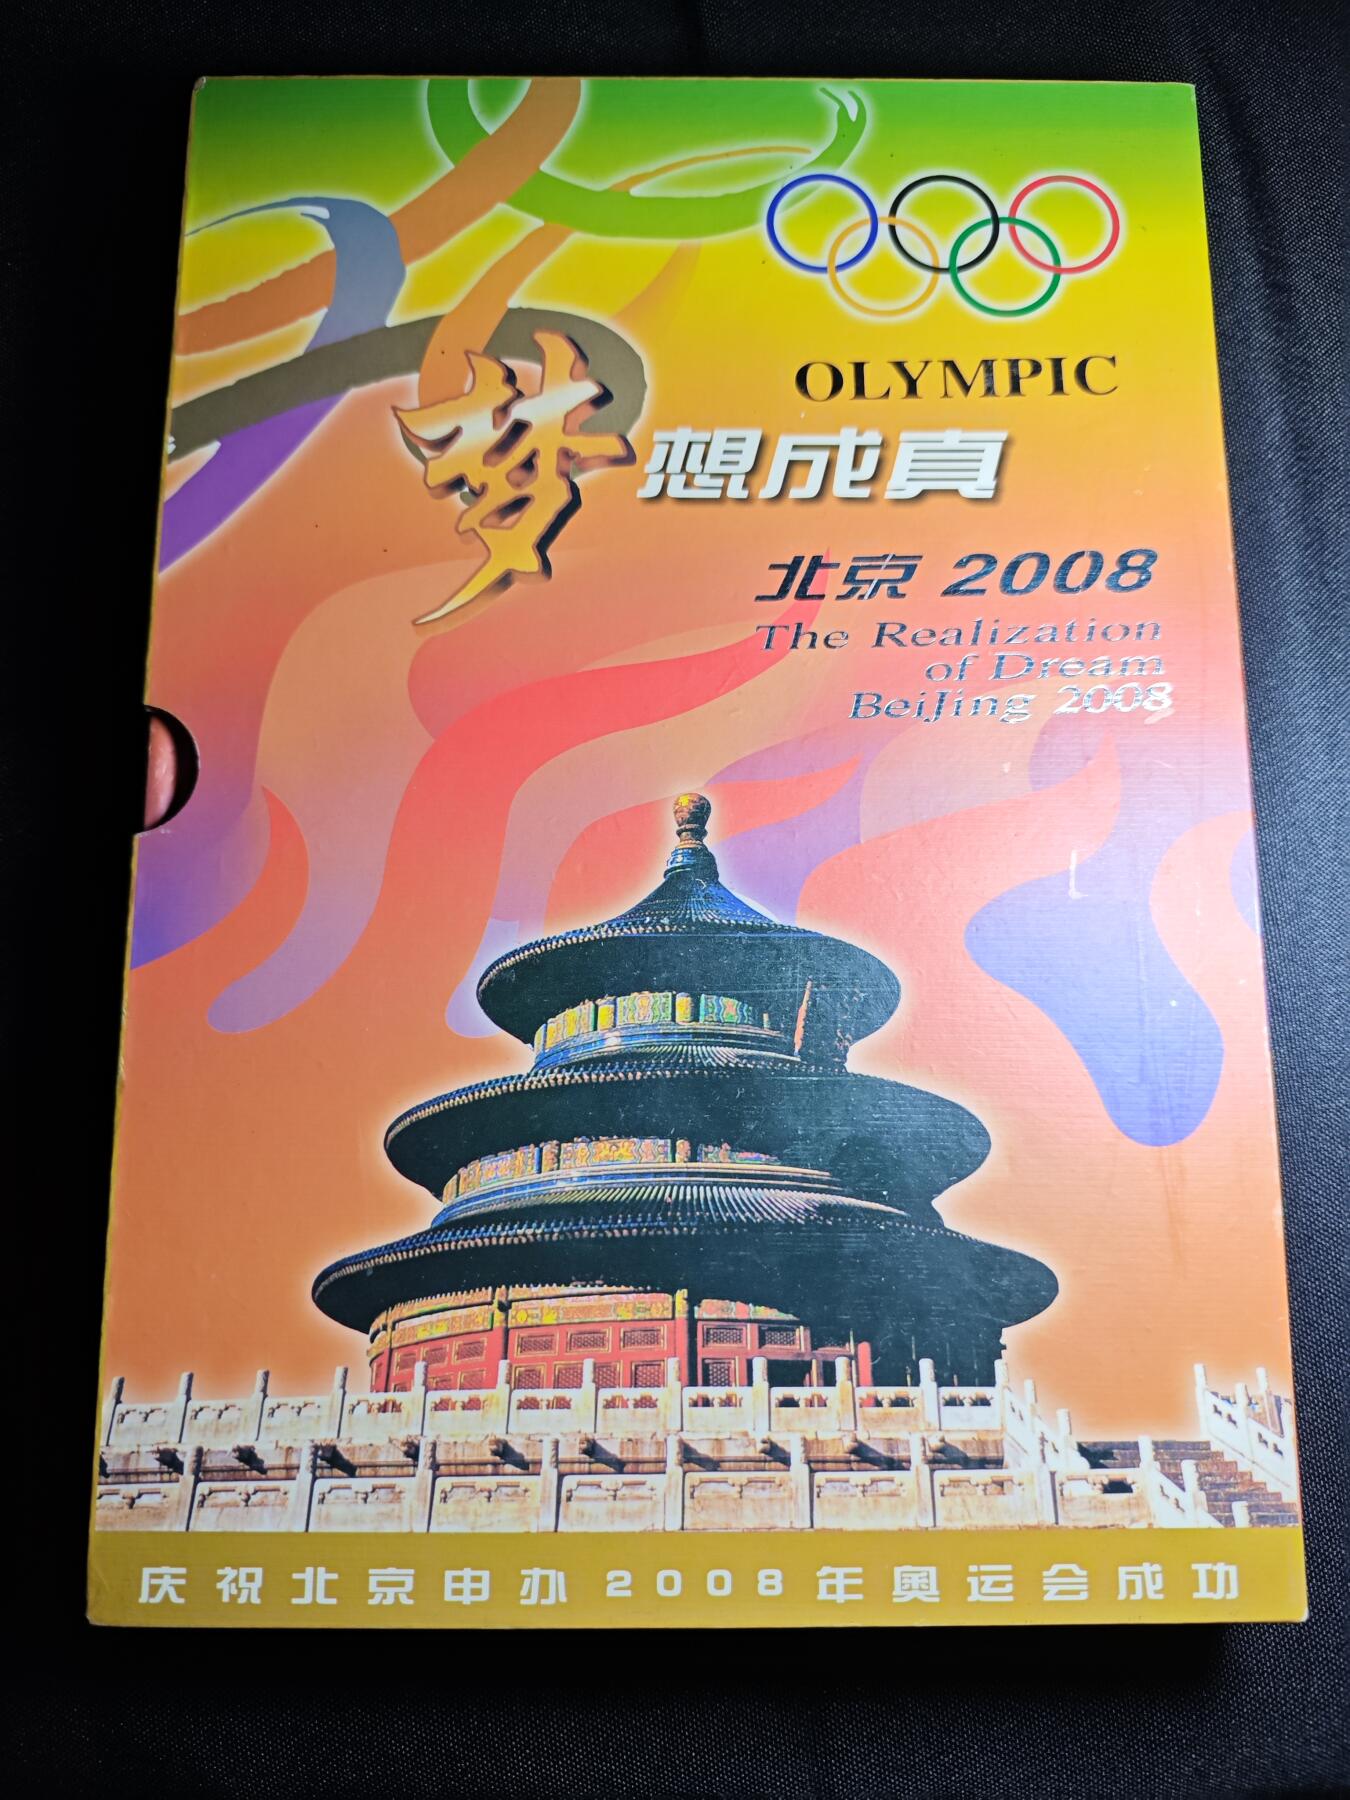 OLYMPIC
梦想成真
北京 2008
The Realization
of Dream
BeiJing 2008
庆祝北京申办2008年奥运会成功